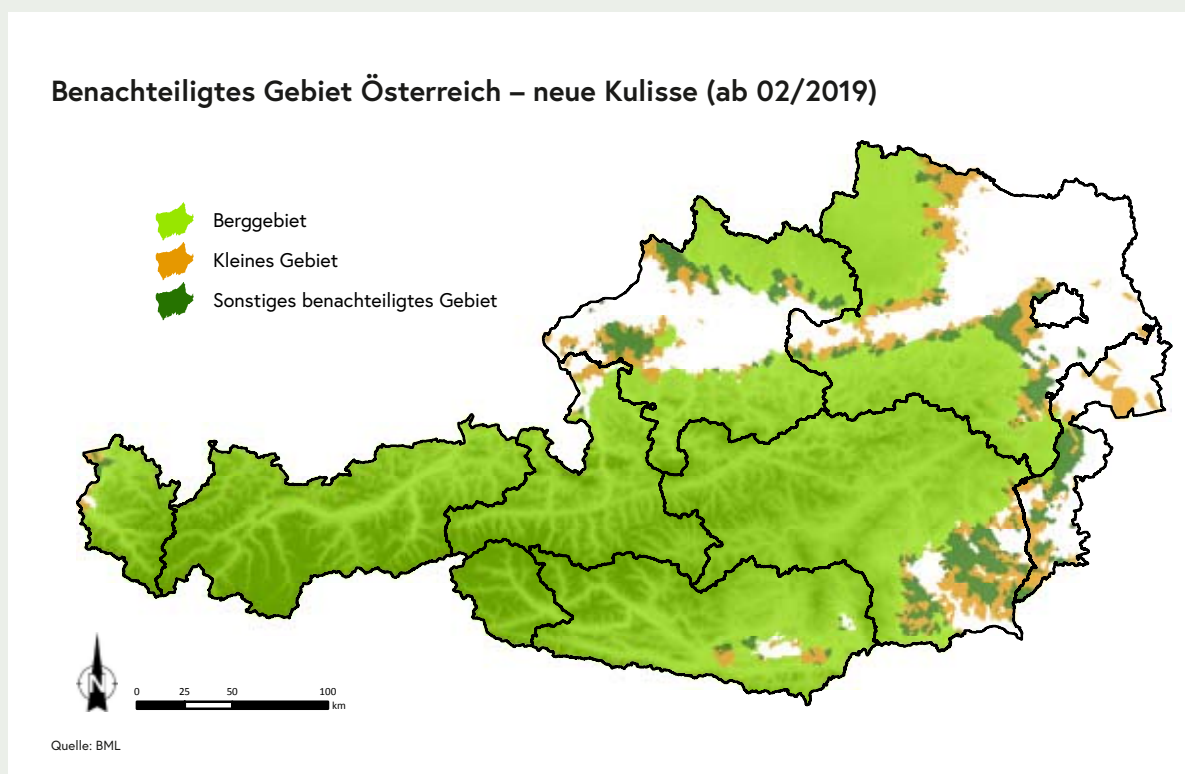 Benachteiligtes Gebiet Österreich – neue Kulisse (ab 02/2019)
Berggebiet
Kleines Gebiet
Sonstiges benachteiligtes Gebiet
N
0 25 50 100
km
Quelle: BML